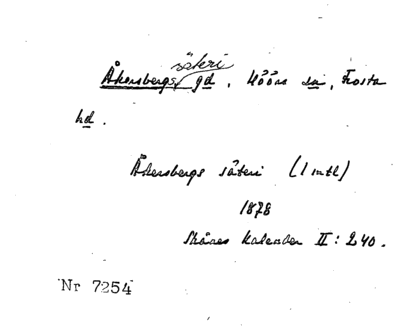 säteri
Åkersbergs gd, Höörs sn, Frosta
hd.
Åkersbergs säteri (1 mtl)
1878
Skånes Kalender II: 240.
Nr 7254